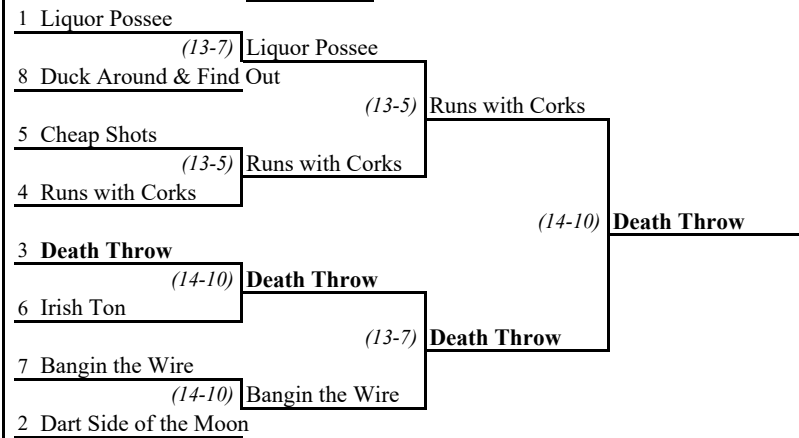 1 Liquor Possee
(13-7) Liquor Possee
8 Duck Around & Find Out
(13-5) Runs with Corks
5 Cheap Shots
(13-5) Runs with Corks
4 Runs with Corks
(14-10) Death Throw
3 Death Throw
(14-10) Death Throw
6 Irish Ton
(13-7) Death Throw
7 Bangin the Wire
(14-10) Bangin the Wire
2 Dart Side of the Moon